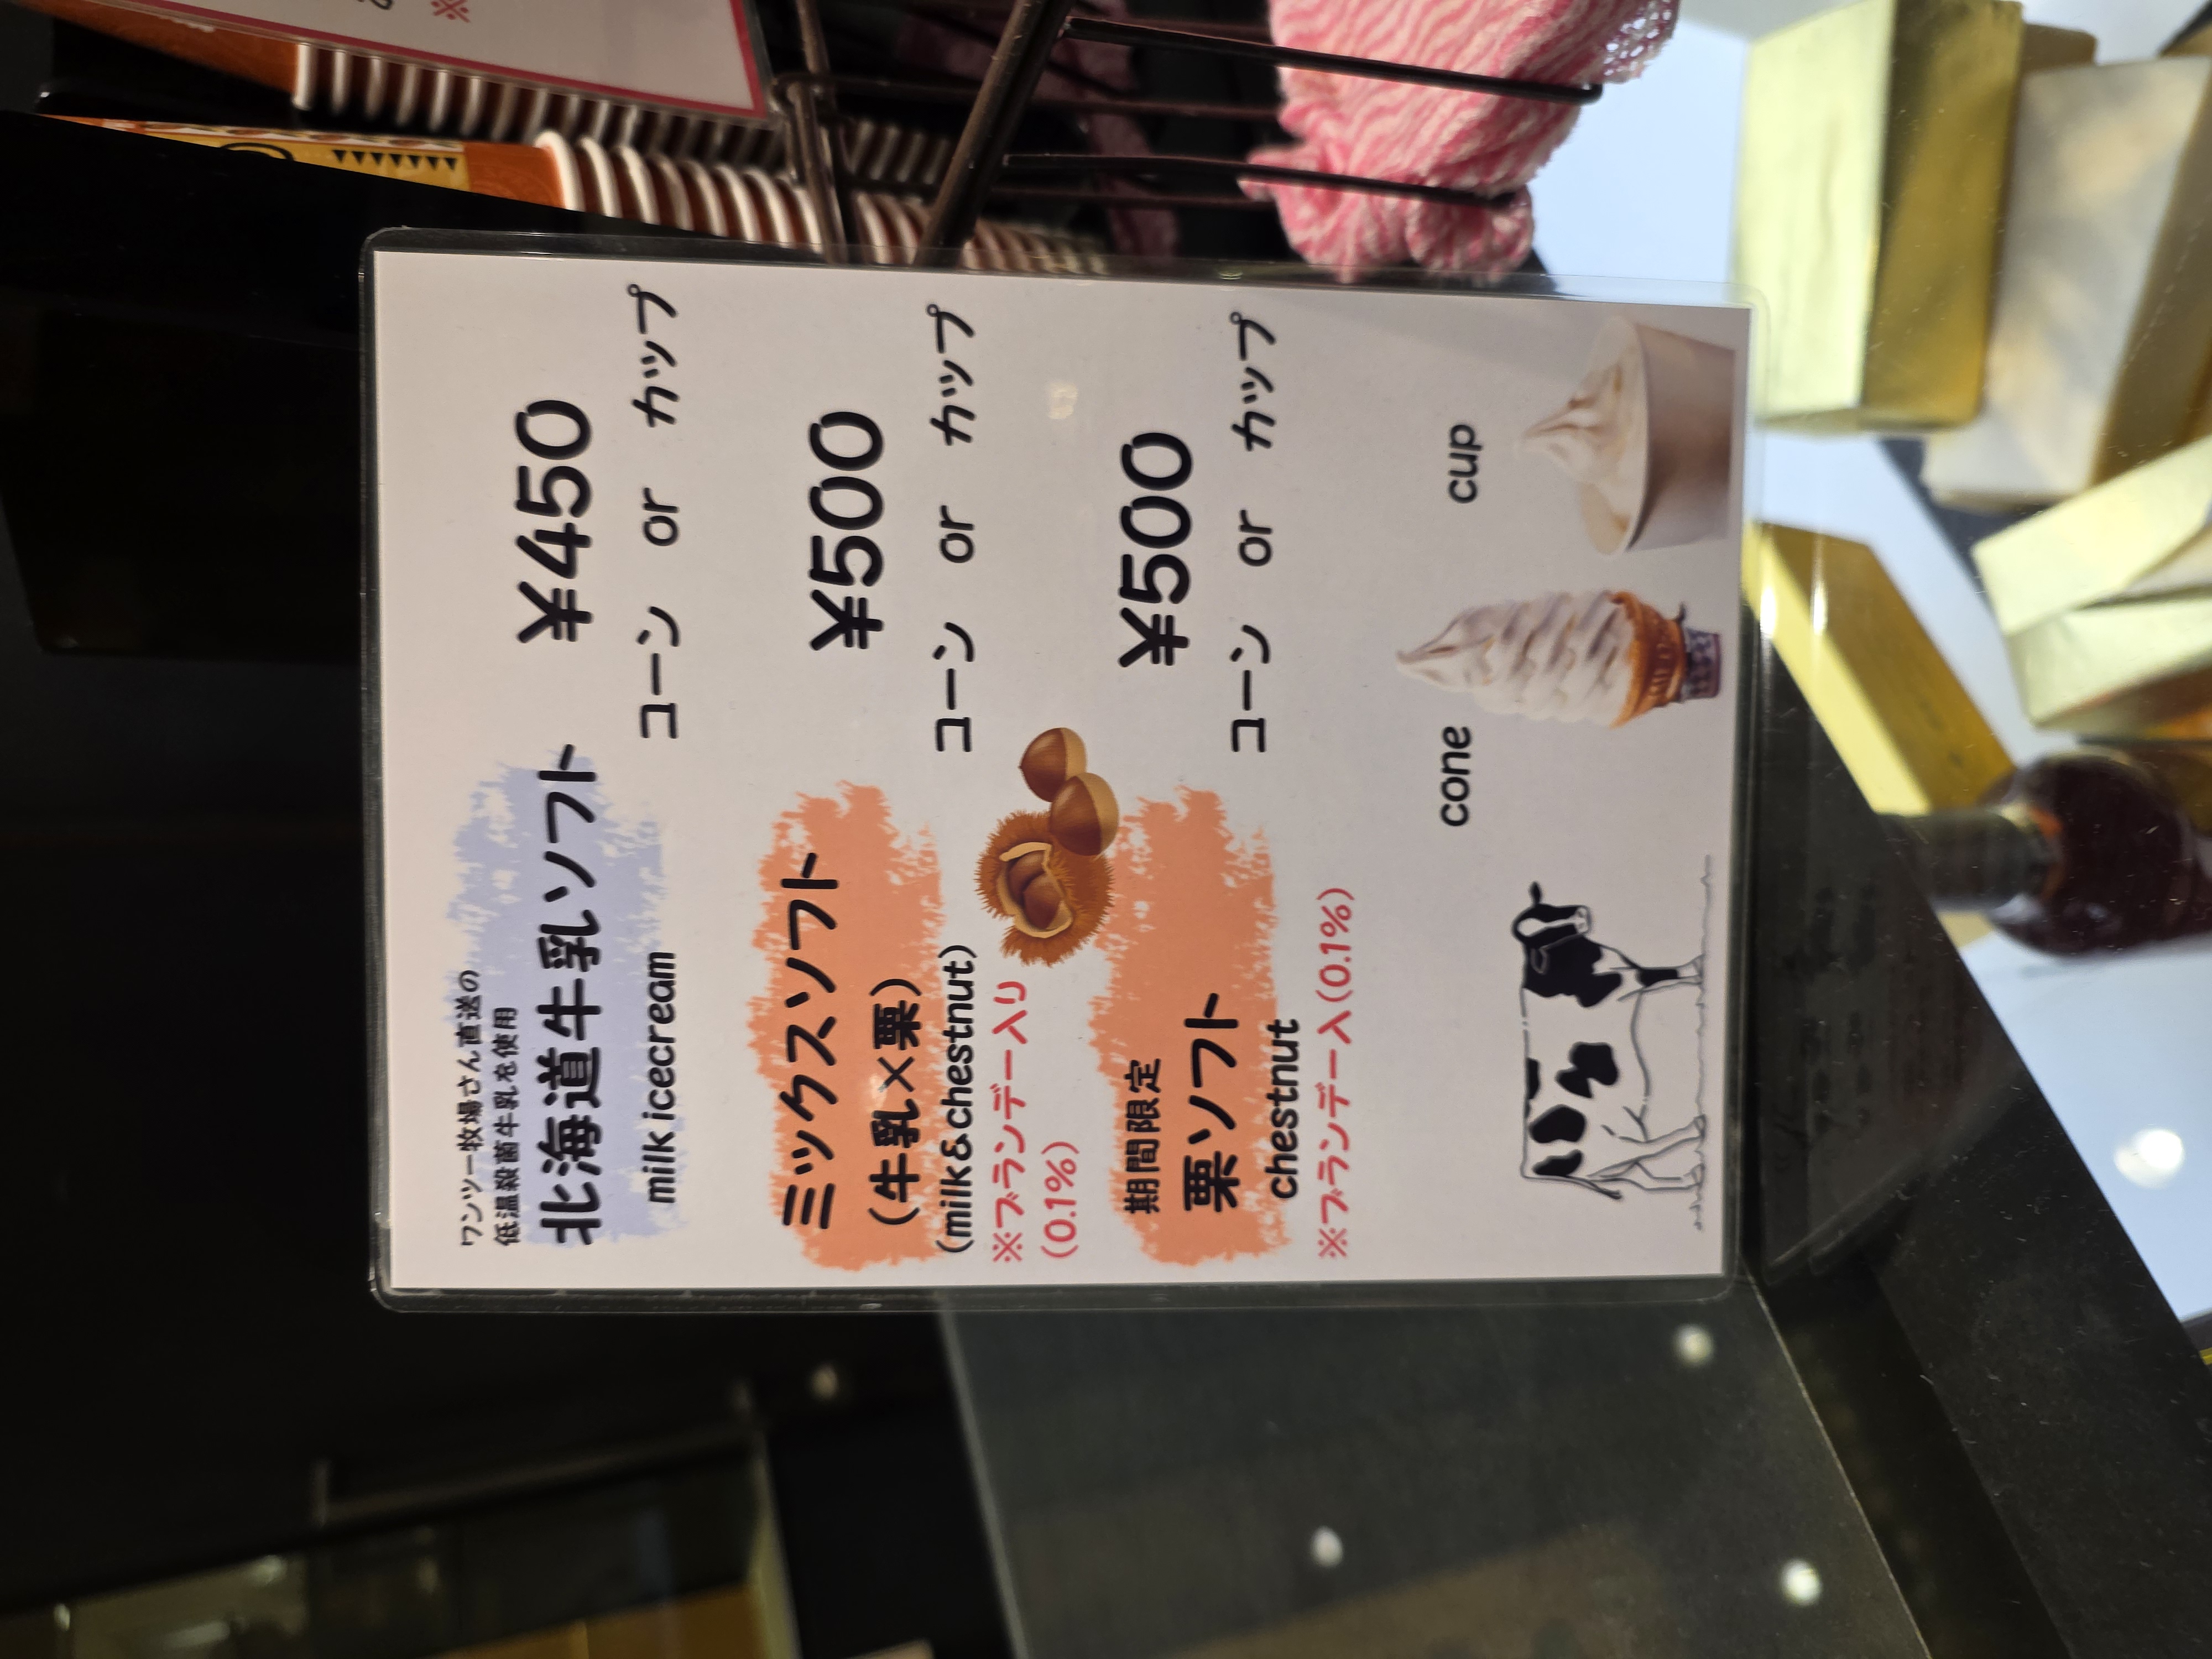 ワンツー牧場さん直送の
低温殺菌牛乳を使用
北海道牛乳ソフト ¥450
milk icecream コーン or カップ
ミックスソフト ¥500
(牛乳×栗)
(milk&chestnut) コーン or カップ
※ブランデー入り
(0.1%)
期間限定
栗ソフト ¥500
chestnut コーン or カップ
※ブランデー入(0.1%)
cone cup